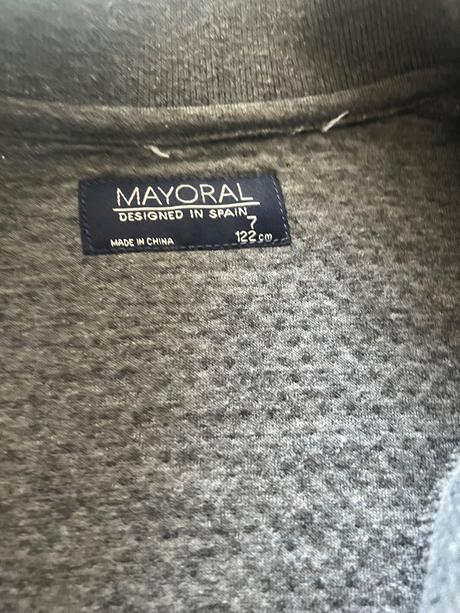 MAYORAL
DESIGNED IN SPAIN
7
MADE IN CHINA 122 cm